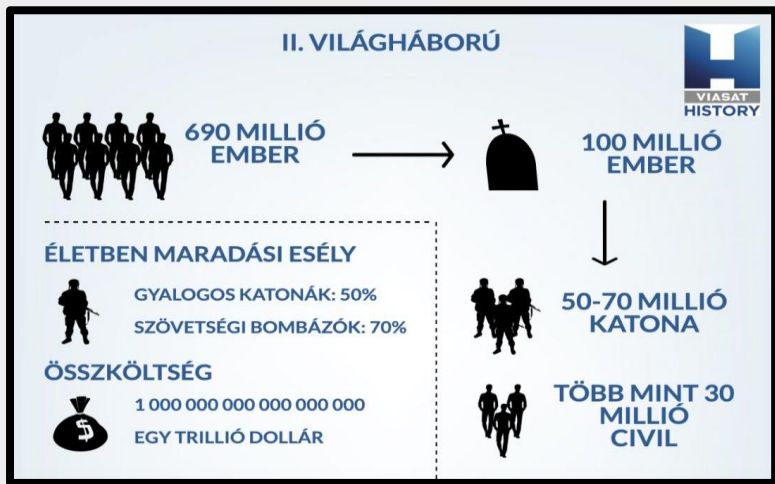 II. VILÁGHÁBORÚ
VIASAT
HISTORY
690 MILLIÓ
EMBER
100 MILLIÓ
EMBER
ÉLETBEN MARADÁSI ESÉLY
GYALOGOS KATONÁK: 50%
SZÖVETSÉGI BOMBÁZÓK: 70%
ÖSSZKÖLTSÉG
1 000 000 000 000 000 000
EGY TRILLIÓ DOLLÁR
$
50-70 MILLIÓ
KATONA
TÖBB MINT 30
MILLIÓ
CIVIL